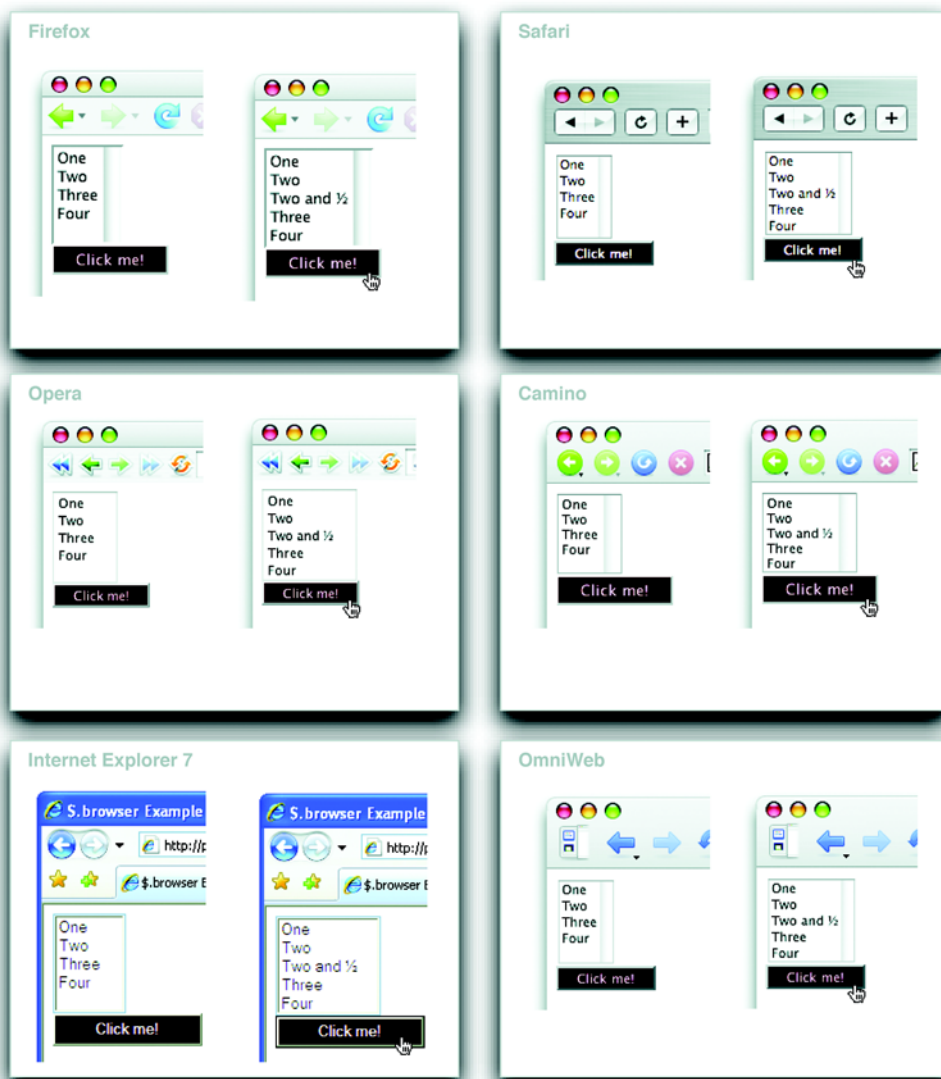 Firefox
One
Two
Three
Four
Click me!
One
Two
Two and ½
Three
Four
Click me!
Safari
One
Two
Three
Four
Click me!
One
Two
Two and ½
Three
Four
Click me!
Opera
One
Two
Three
Four
Click me!
One
Two
Two and ½
Three
Four
Click me!
Camino
One
Two
Three
Four
Click me!
One
Two
Two and ½
Three
Four
Click me!
Internet Explorer 7
S.browser Example
http://p
$.browser E
One
Two
Three
Four
Click me!
S.browser Example
http://p
$.browser E
One
Two
Two and ½
Three
Four
Click me!
OmniWeb
One
Two
Three
Four
Click me!
One
Two
Two and ½
Three
Four
Click me!